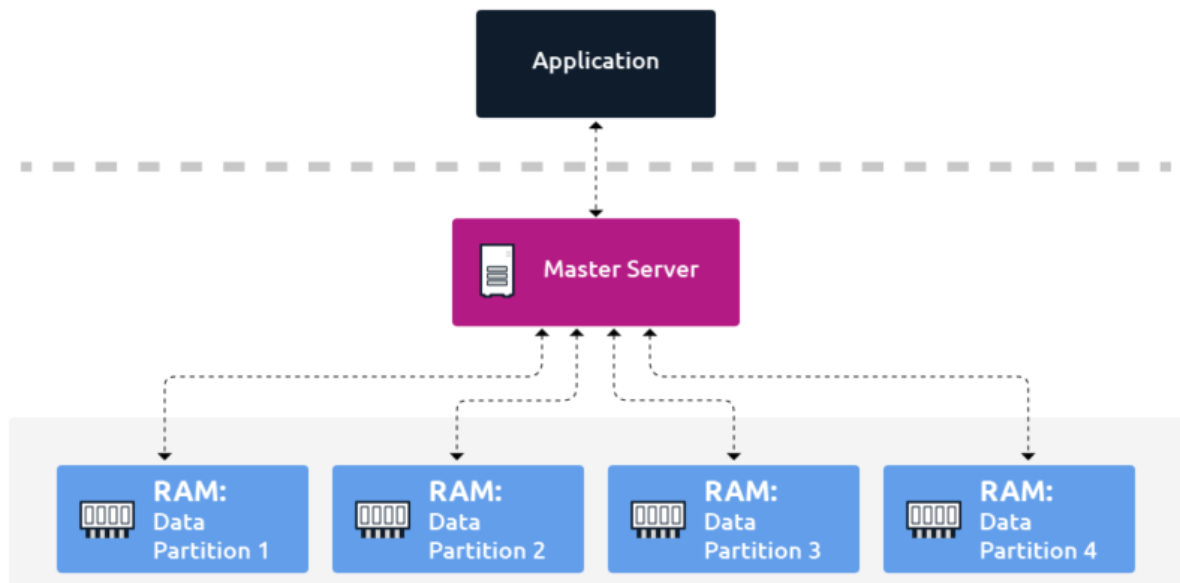 Application
Master Server
RAM:
Data
Partition 1
RAM:
Data
Partition 2
RAM:
Data
Partition 3
RAM:
Data
Partition 4